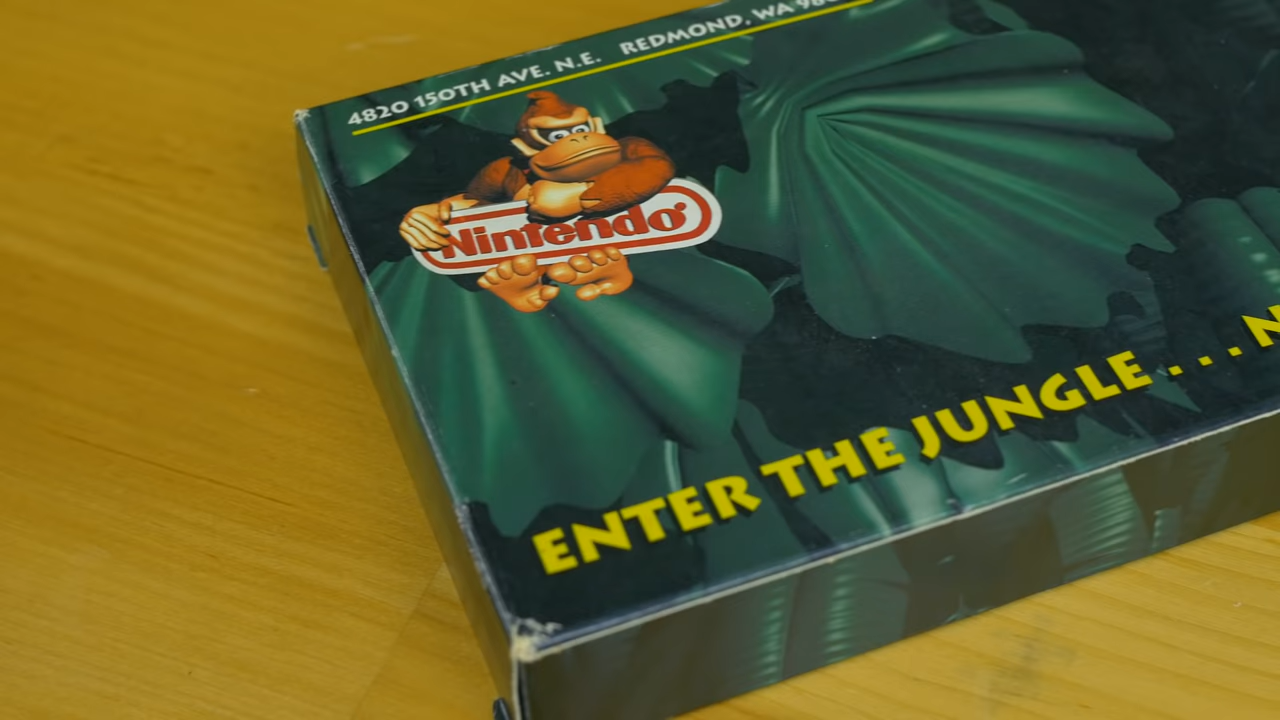 4820 150TH AVE. N.E. REDMOND, WA
Nintendo®
ENTER THE JUNGLE . . .